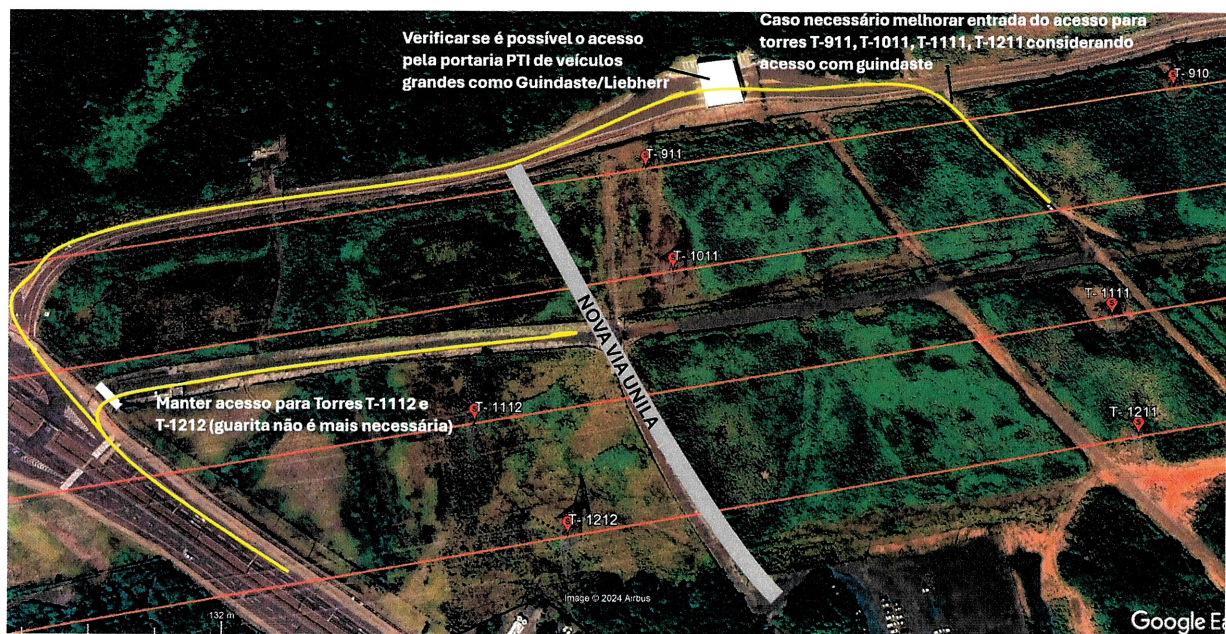 Verificar se é possível o acesso
pela portaria PTI de veículos
grandes como Guindaste/Liebherr
Caso necessário melhorar entrada do acesso para
torres T-911, T-1011, T-1111, T-1211 considerando
acesso com guindaste
T- 910
T- 911
T- 1011
T- 1111
NOVA VIA UNILA
Manter acesso para Torres T-1112 e
T-1212 (guarita não é mais necessária)
T- 1112
T- 1211
T- 1212
Image © 2024 Airbus
132 m
Google Ea